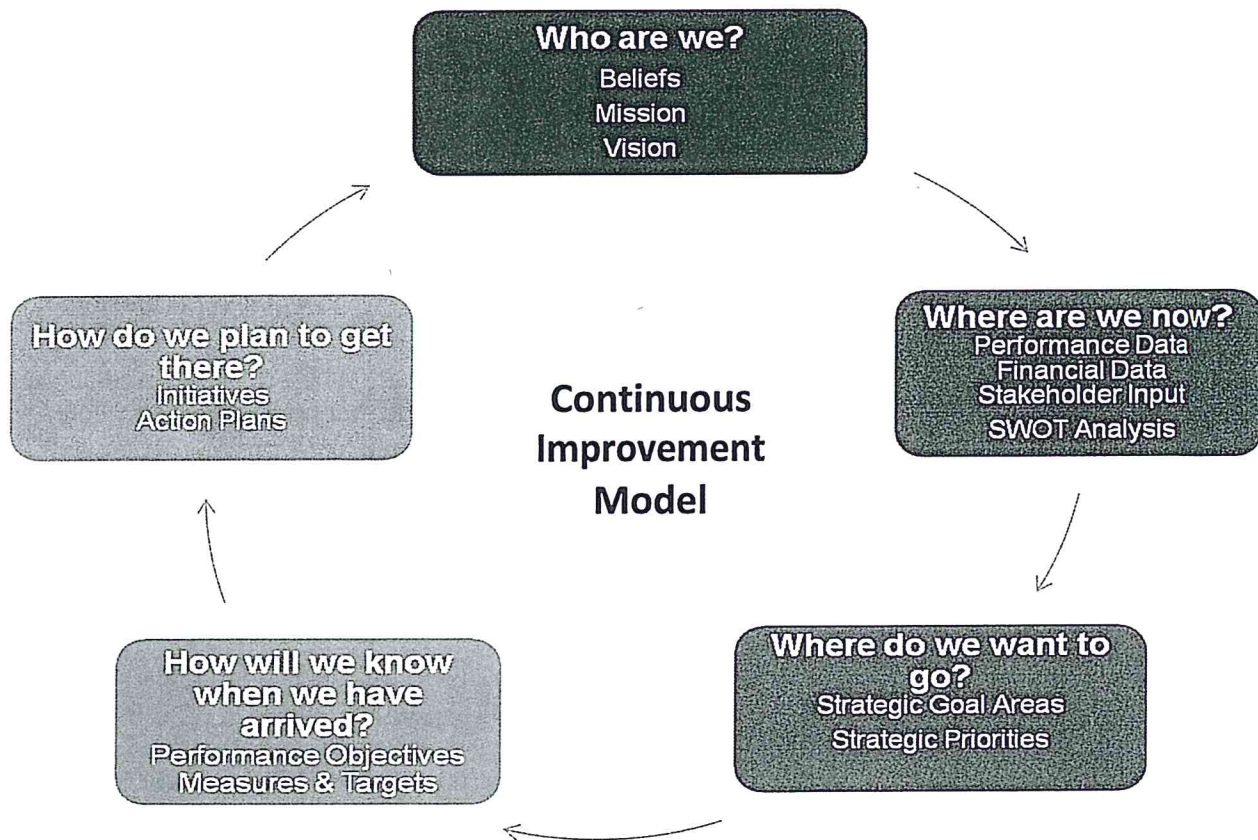 Who are we?
Beliefs
Mission
Vision
Where are we now?
Performance Data
Financial Data
Stakeholder Input
SWOT Analysis
Where do we want to
go?
Strategic Goal Areas
Strategic Priorities
How will we know
when we have
arrived?
Performance Objectives
Measures & Targets
How do we plan to get
there?
Initiatives
Action Plans
Continuous
Improvement
Model